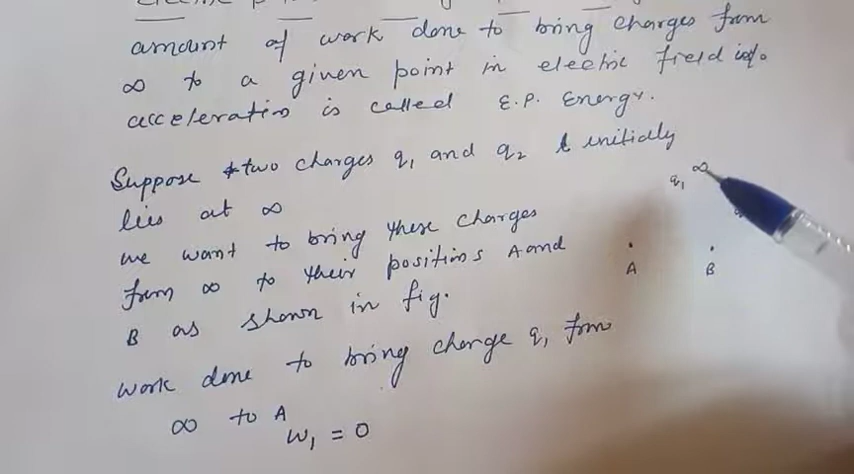 amount of work done to bring charges from
∞ to a given point in electric field w/o
acceleration is called E.P. Energy.
Suppose two charges q₁ and q₂ initially
lies at ∞
we want to bring these charges
from ∞ to their positions A and
B as shown in fig.
q₁ ∞
A B
work done to bring charge q₁ from
∞ to A
W₁ = 0